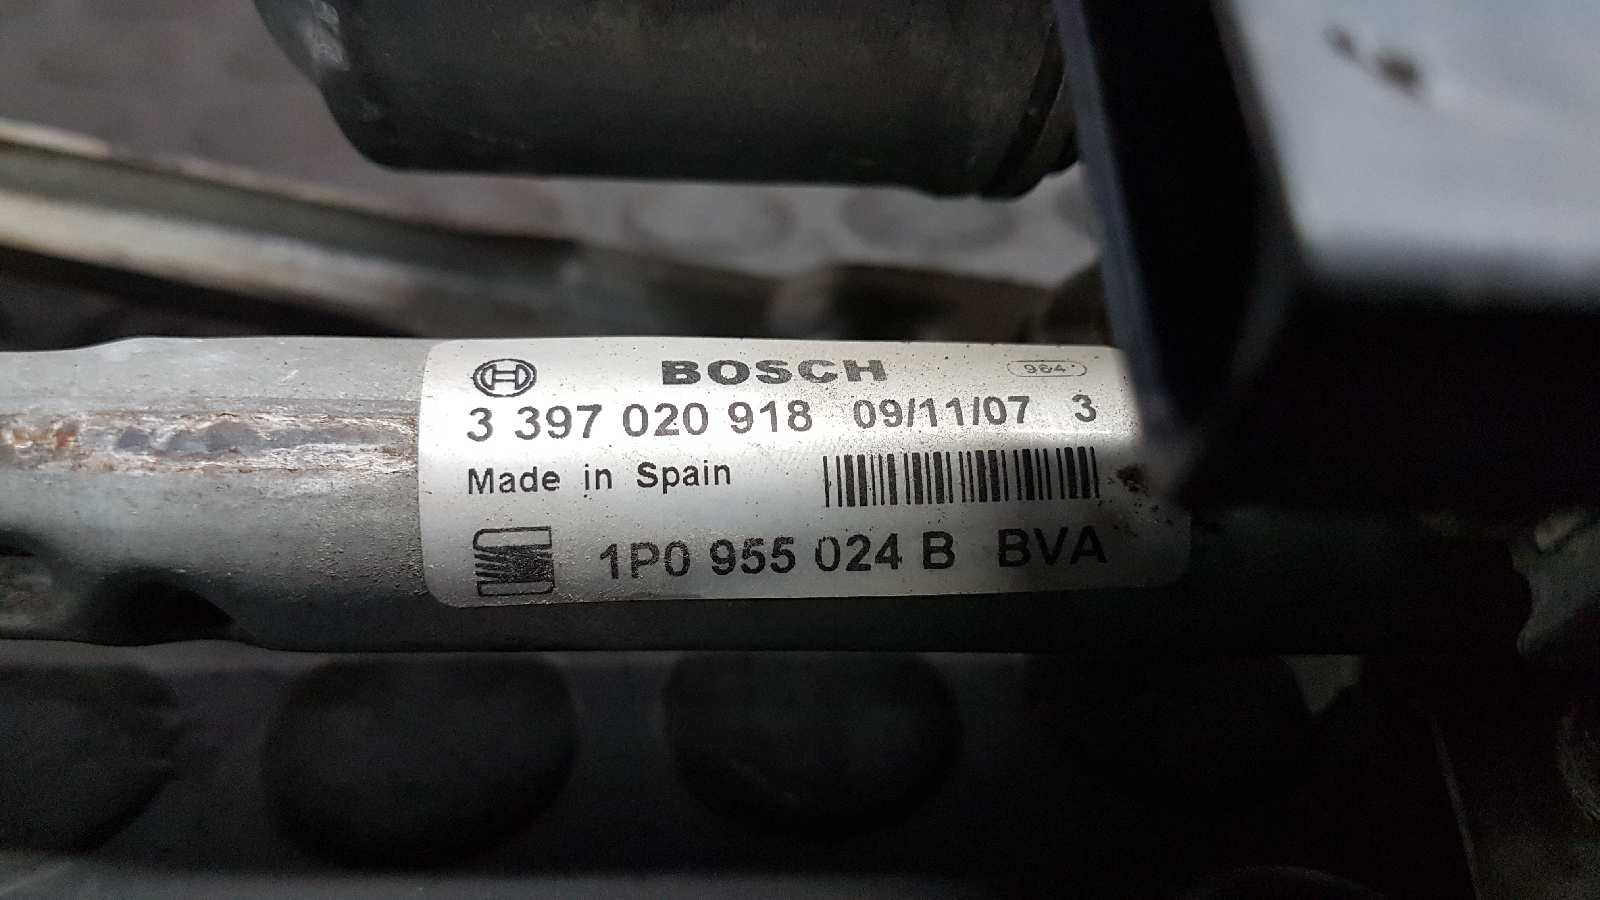 BOSCH 964
3 397 020 918 09/11/07 3
Made in Spain
1P0 955 024 B BVA